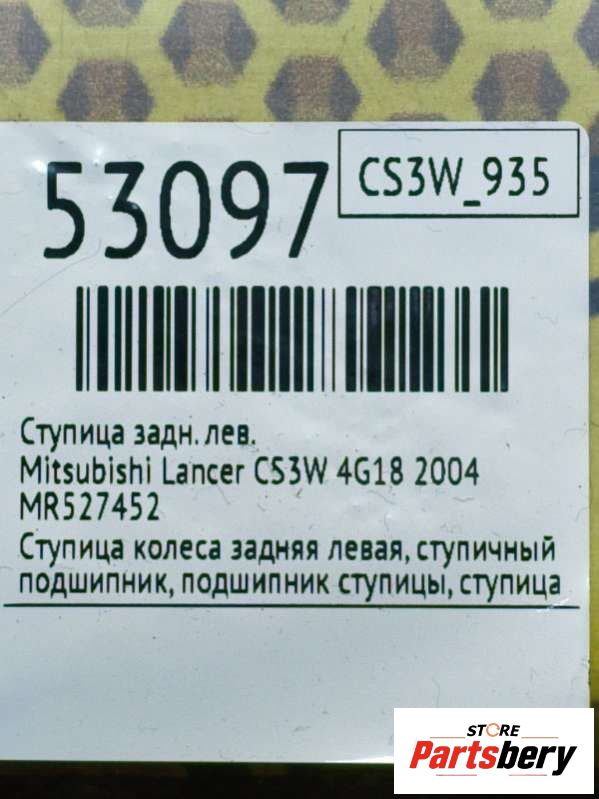 53097
CS3W_935
Ступица задн. лев.
Mitsubishi Lancer CS3W 4G18 2004
MR527452
Ступица колеса задняя левая, ступичный
подшипник, подшипник ступицы, ступица
STORE
Partsbery